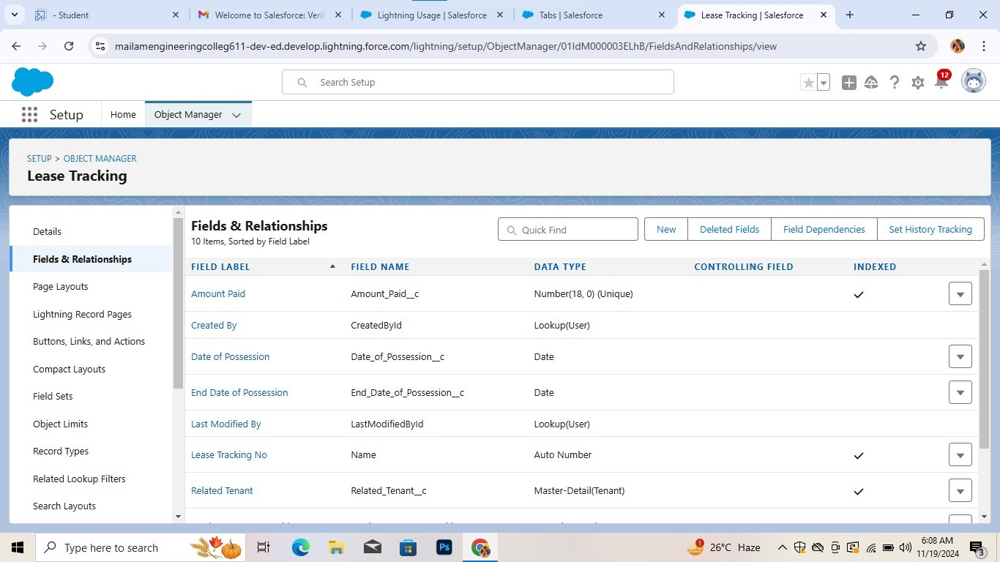 - Student
Welcome to Salesforce: Verif
Lightning Usage | Salesforce
Tabs | Salesforce
Lease Tracking | Salesforce
mailamengineeringcolleg611-dev-ed.develop.lightning.force.com/lightning/setup/ObjectManager/01IdM000003ELhB/FieldsAndRelationships/view
Search Setup
12
Setup
Home
Object Manager
SETUP > OBJECT MANAGER
Lease Tracking
Details
Fields & Relationships
Page Layouts
Lightning Record Pages
Buttons, Links, and Actions
Compact Layouts
Field Sets
Object Limits
Record Types
Related Lookup Filters
Search Layouts
Fields & Relationships
10 Items, Sorted by Field Label
Quick Find
New
Deleted Fields
Field Dependencies
Set History Tracking
FIELD LABEL FIELD NAME DATA TYPE CONTROLLING FIELD INDEXED
Amount Paid Amount_Paid__c Number(18, 0) (Unique)
Created By CreatedById Lookup(User)
Date of Possession Date_of_Possession__c Date
End Date of Possession End_Date_of_Possession__c Date
Last Modified By LastModifiedById Lookup(User)
Lease Tracking No Name Auto Number
Related Tenant Related_Tenant__c Master-Detail(Tenant)
Type here to search
Ps
1
26°C Haze
6:08 AM
11/19/2024
3